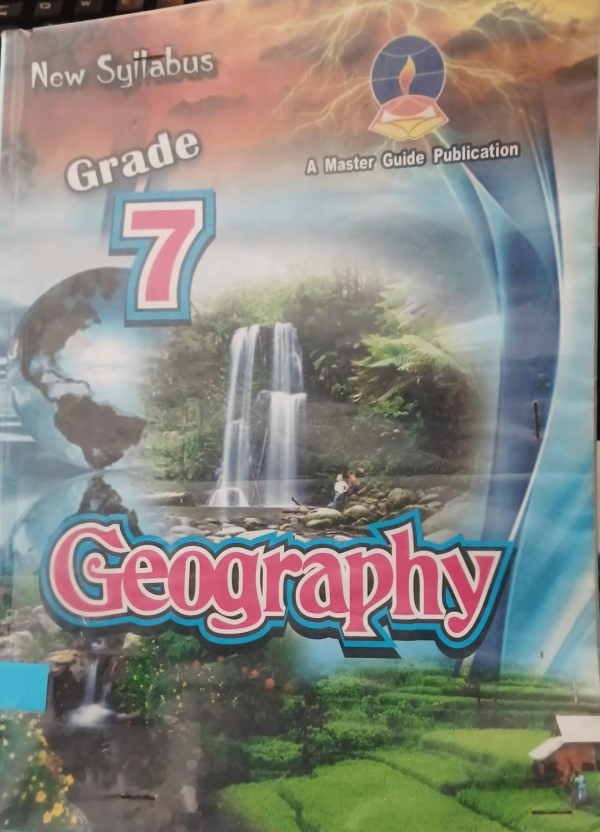 New Syllabus
Grade
7
A Master Guide Publication
Geography